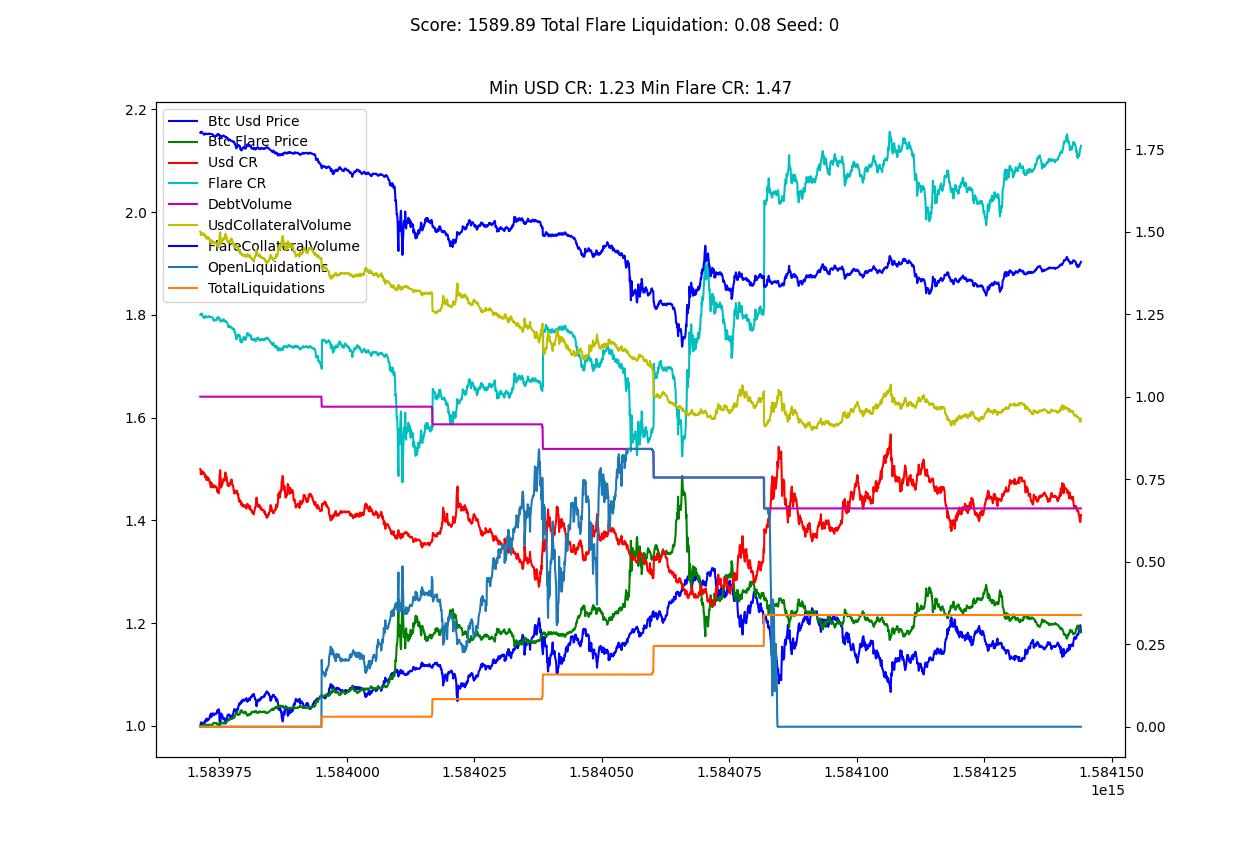 Score: 1589.89 Total Flare Liquidation: 0.08 Seed: 0
Min USD CR: 1.23 Min Flare CR: 1.47
2.2
2.0
1.8
1.6
1.4
1.2
1.0
Btc Usd Price
Btc Flare Price
Usd CR
Flare CR
DebtVolume
UsdCollateralVolume
FlareCollateralVolume
OpenLiquidations
TotalLiquidations
1.75
1.50
1.25
1.00
0.75
0.50
0.25
0.00
1.583975 1.584000 1.584025 1.584050 1.584075 1.584100 1.584125 1.584150
1e15